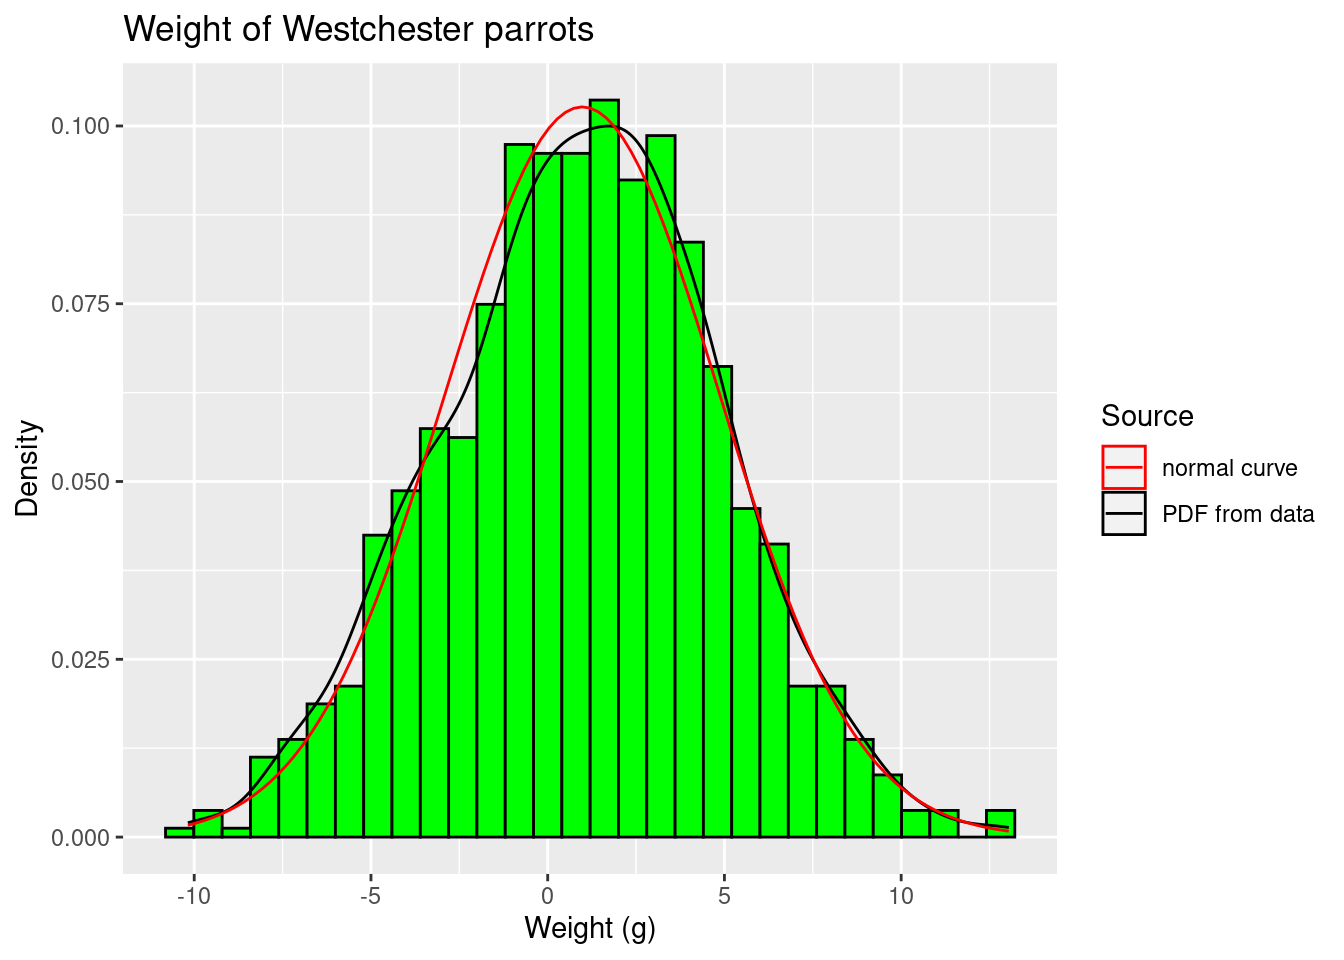 Weight of Westchester parrots
Density
0.100
0.075
0.050
0.025
0.000
-10 -5 0 5 10
Weight (g)
Source
normal curve
PDF from data